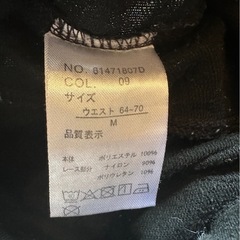 NO. 61471607D
COL. 09
サイズ
ウエスト 64~70
M
品質表示
本体 ポリエステル 100%
レース部分 ナイロン 90%
ポリウレタン 10%